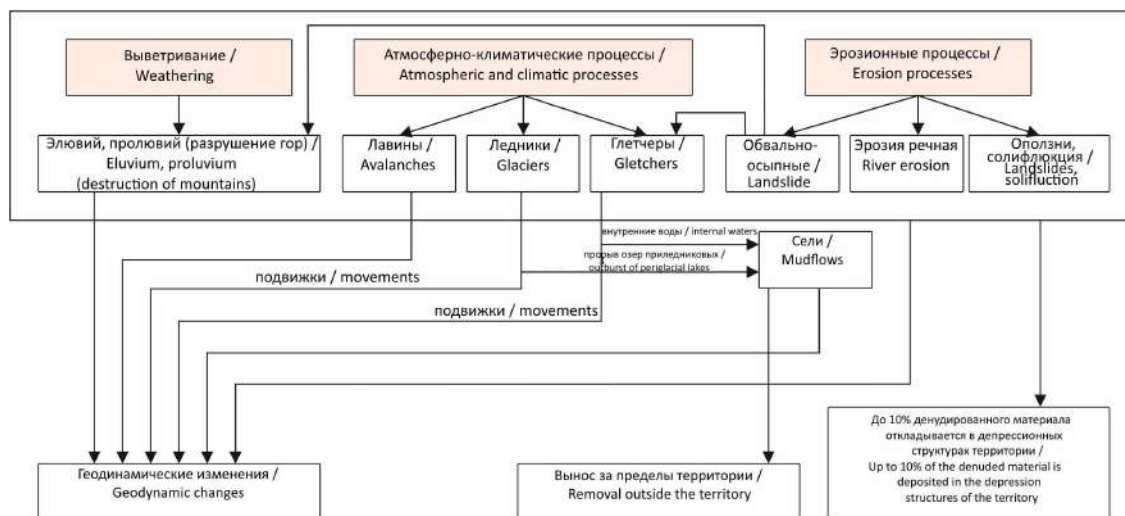 Выветривание /
Weathering
Атмосферно-климатические процессы /
Atmospheric and climatic processes
Эрозионные процессы /
Erosion processes
Элювий, пролювий (разрушение гор) /
Eluvium, proluvium
(destruction of mountains)
Лавины /
Avalanches
Ледники /
Glaciers
Глетчеры /
Gletchers
Обвально-
осыпные /
Landslide
Эрозия речная
River erosion
Оползни,
солифлюкция /
Landslides,
solifluction
внутренние воды / internal waters
прорыв озер приледниковых /
outburst of periglacial lakes
Сели /
Mudflows
подвижки / movements
подвижки / movements
Геодинамические изменения /
Geodynamic changes
Вынос за пределы территории /
Removal outside the territory
До 10% денудированного материала
откладывается в депрессионных
структурах территории /
Up to 10% of the denuded material is
deposited in the depression
structures of the territory